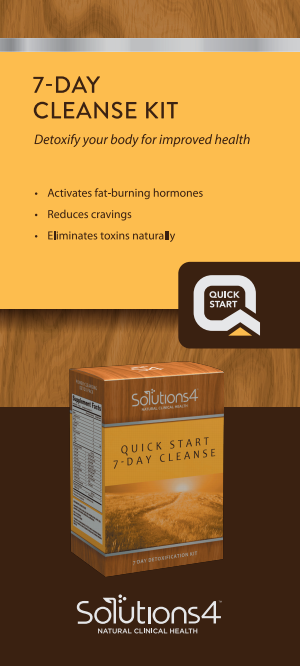 7-DAY
CLEANSE KIT
Detoxify your body for improved health
• Activates fat-burning hormones
• Reduces cravings
• Eliminates toxins naturally
QUICK
START
Solutions4
NATURAL CLINICAL HEALTH
QUICK START
7-DAY CLEANSE
7-DAY DETOXIFICATION KIT
Supplement Facts
Solutions4
NATURAL CLINICAL HEALTH